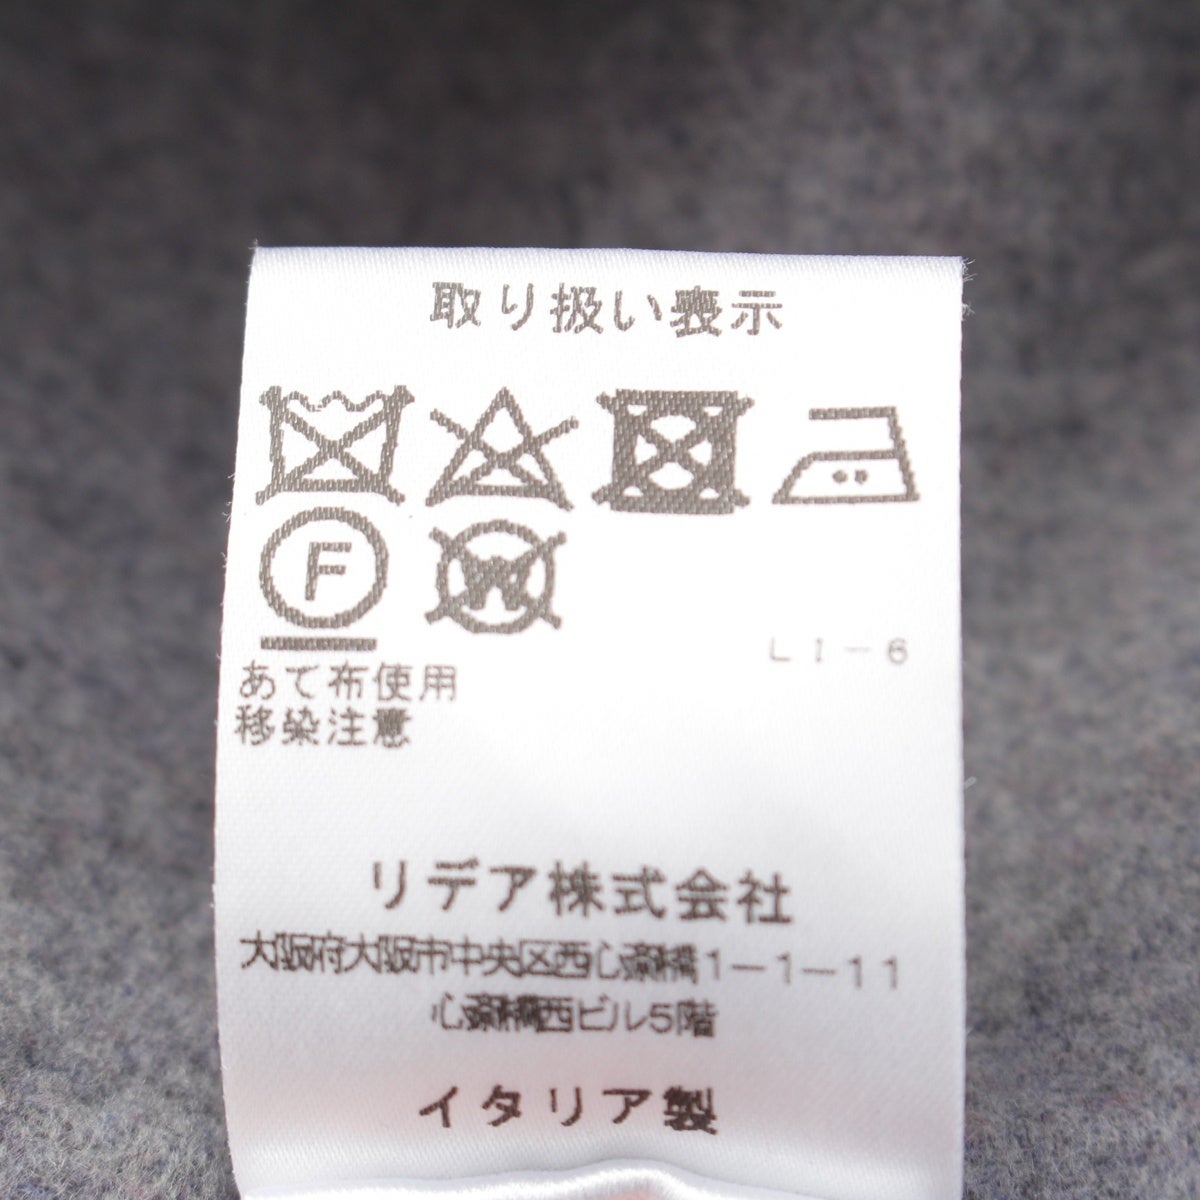 取り扱い表示
F
W
LI-6
あて布使用
移染注意
リデア株式会社
大阪府大阪市中央区西心斎橋1-1-11
心斎橋西ビル5階
イタリア製